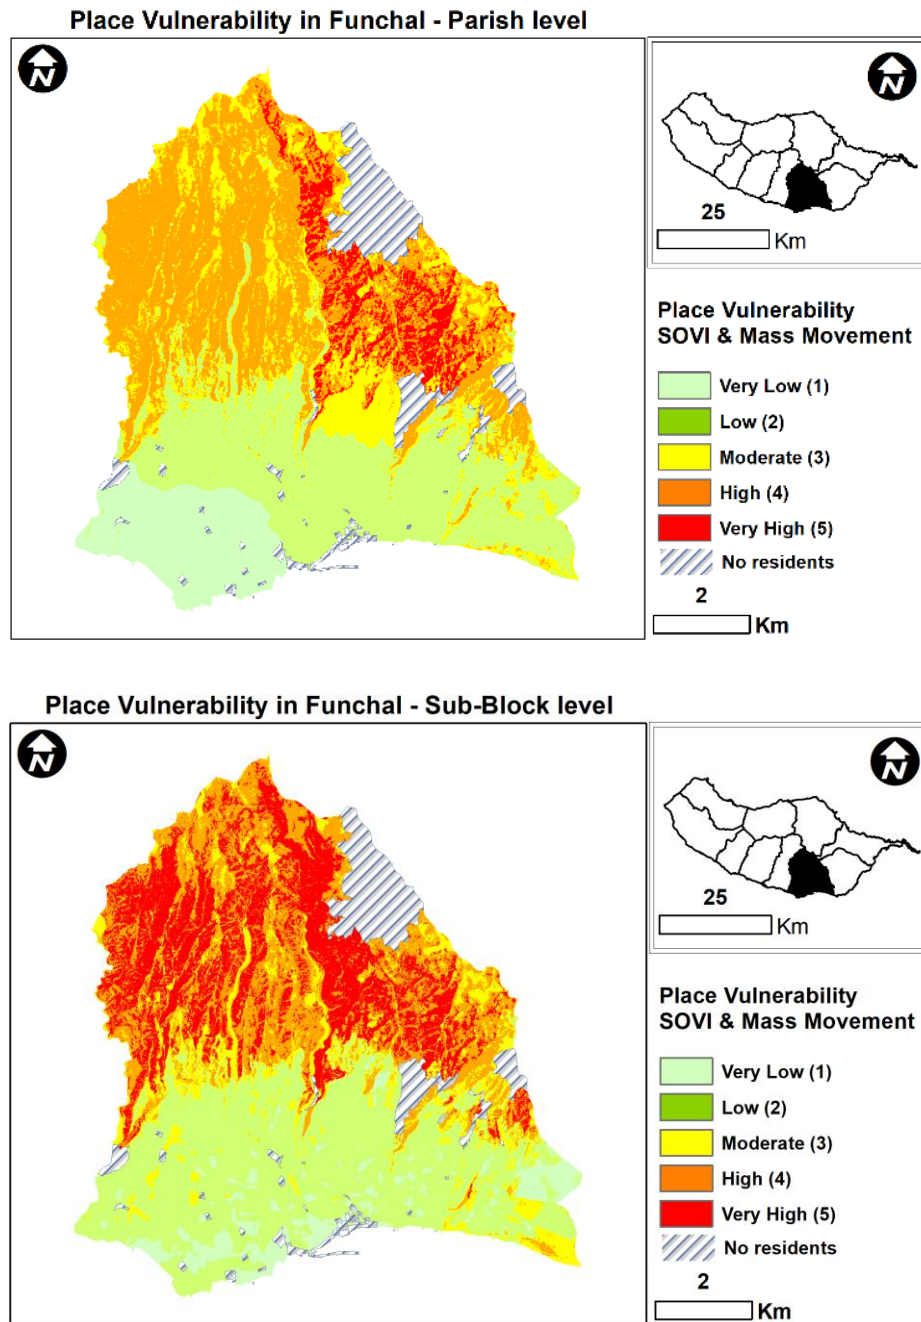 Place Vulnerability in Funchal - Parish level
N
N
25
Km
Place Vulnerability
SOVI & Mass Movement
Very Low (1)
Low (2)
Moderate (3)
High (4)
Very High (5)
No residents
2
Km
Place Vulnerability in Funchal - Sub-Block level
N
N
25
Km
Place Vulnerability
SOVI & Mass Movement
Very Low (1)
Low (2)
Moderate (3)
High (4)
Very High (5)
No residents
2
Km